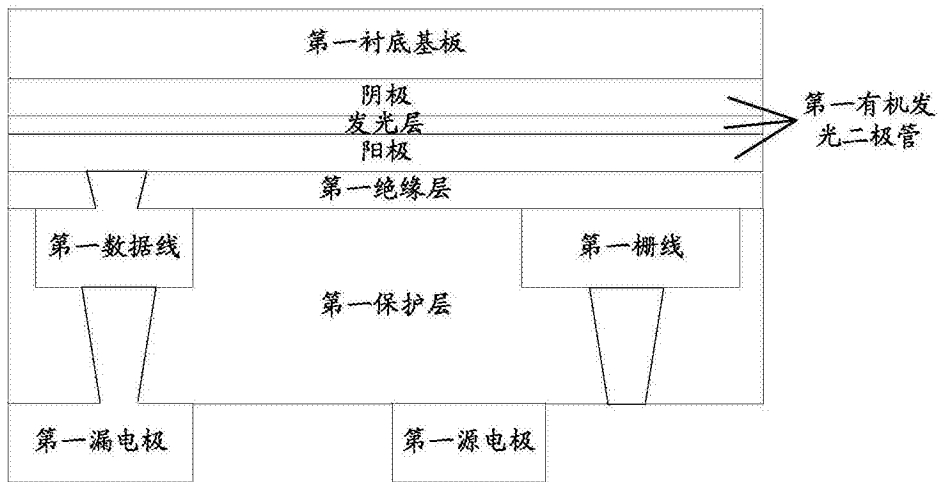 第一衬底基板
阴极
发光层
阳极
第一有机发
光二极管
第一绝缘层
第一数据线
第一栅线
第一保护层
第一漏电极
第一源电极